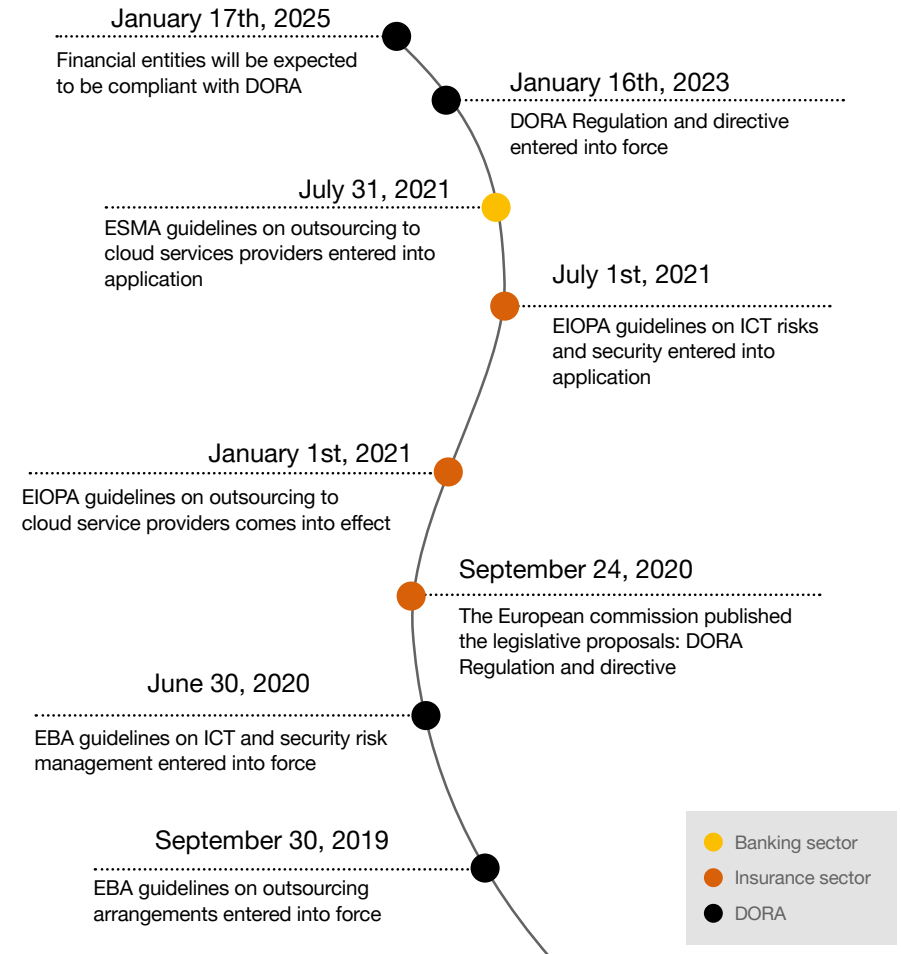 January 17th, 2025
Financial entities will be expected
to be compliant with DORA
January 16th, 2023
DORA Regulation and directive
entered into force
July 31, 2021
ESMA guidelines on outsourcing to
cloud services providers entered into
application
July 1st, 2021
EIOPA guidelines on ICT risks
and security entered into
application
January 1st, 2021
EIOPA guidelines on outsourcing to
cloud service providers comes into effect
September 24, 2020
The European commission published
the legislative proposals: DORA
Regulation and directive
June 30, 2020
EBA guidelines on ICT and security risk
management entered into force
September 30, 2019
EBA guidelines on outsourcing
arrangements entered into force
Banking sector
Insurance sector
DORA